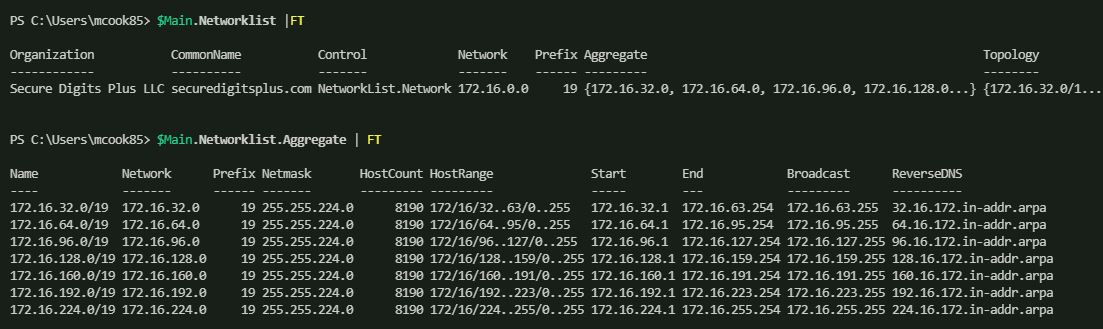 PS C:\Users\mcook85> $Main.Networklist |FT
Organization CommonName Control Network Prefix Aggregate Topology
------------ ---------- ------- ------- ------ --------- --------
Secure Digits Plus LLC securedigitsplus.com NetworkList.Network 172.16.0.0 19 {172.16.32.0, 172.16.64.0, 172.16.96.0, 172.16.128.0...} {172.16.32.0/1...
PS C:\Users\mcook85> $Main.Networklist.Aggregate | FT
Name Network Prefix Netmask HostCount HostRange Start End Broadcast ReverseDNS
---- ------- ------ ------- --------- --------- ----- --- --------- ----------
172.16.32.0/19 172.16.32.0 19 255.255.224.0 8190 172/16/32..63/0..255 172.16.32.1 172.16.63.254 172.16.63.255 32.16.172.in-addr.arpa
172.16.64.0/19 172.16.64.0 19 255.255.224.0 8190 172/16/64..95/0..255 172.16.64.1 172.16.95.254 172.16.95.255 64.16.172.in-addr.arpa
172.16.96.0/19 172.16.96.0 19 255.255.224.0 8190 172/16/96..127/0..255 172.16.96.1 172.16.127.254 172.16.127.255 96.16.172.in-addr.arpa
172.16.128.0/19 172.16.128.0 19 255.255.224.0 8190 172/16/128..159/0..255 172.16.128.1 172.16.159.254 172.16.159.255 128.16.172.in-addr.arpa
172.16.160.0/19 172.16.160.0 19 255.255.224.0 8190 172/16/160..191/0..255 172.16.160.1 172.16.191.254 172.16.191.255 160.16.172.in-addr.arpa
172.16.192.0/19 172.16.192.0 19 255.255.224.0 8190 172/16/192..223/0..255 172.16.192.1 172.16.223.254 172.16.223.255 192.16.172.in-addr.arpa
172.16.224.0/19 172.16.224.0 19 255.255.224.0 8190 172/16/224..255/0..255 172.16.224.1 172.16.255.254 172.16.255.255 224.16.172.in-addr.arpa